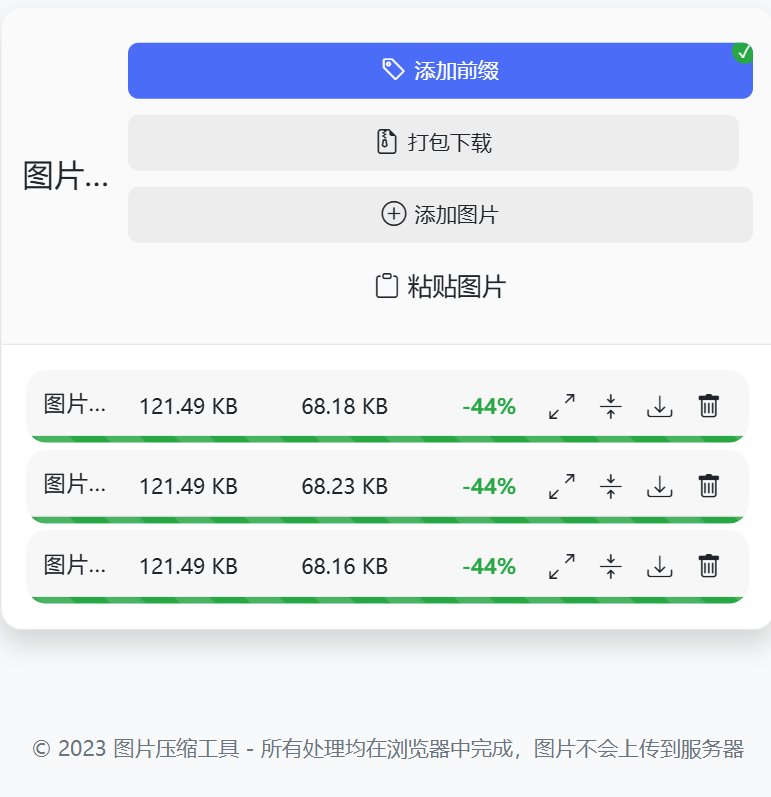 添加前缀
打包下载
图片...
添加图片
粘贴图片
图片... 121.49 KB 68.18 KB -44%
图片... 121.49 KB 68.23 KB -44%
图片... 121.49 KB 68.16 KB -44%
© 2023 图片压缩工具 - 所有处理均在浏览器中完成，图片不会上传到服务器